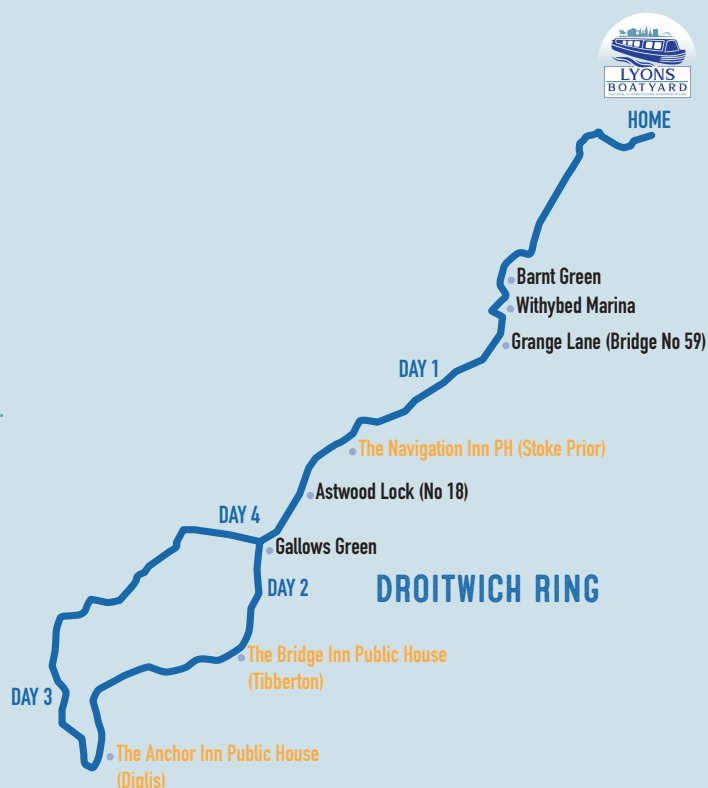 LYONS
BOATYARD
HOME
Barnt Green
Withybed Marina
Grange Lane (Bridge No 59)
DAY 1
The Navigation Inn PH (Stoke Prior)
Astwood Lock (No 18)
DAY 4
Gallows Green
DAY 2
DROITWICH RING
The Bridge Inn Public House
(Tibberton)
DAY 3
The Anchor Inn Public House
(Diglis)